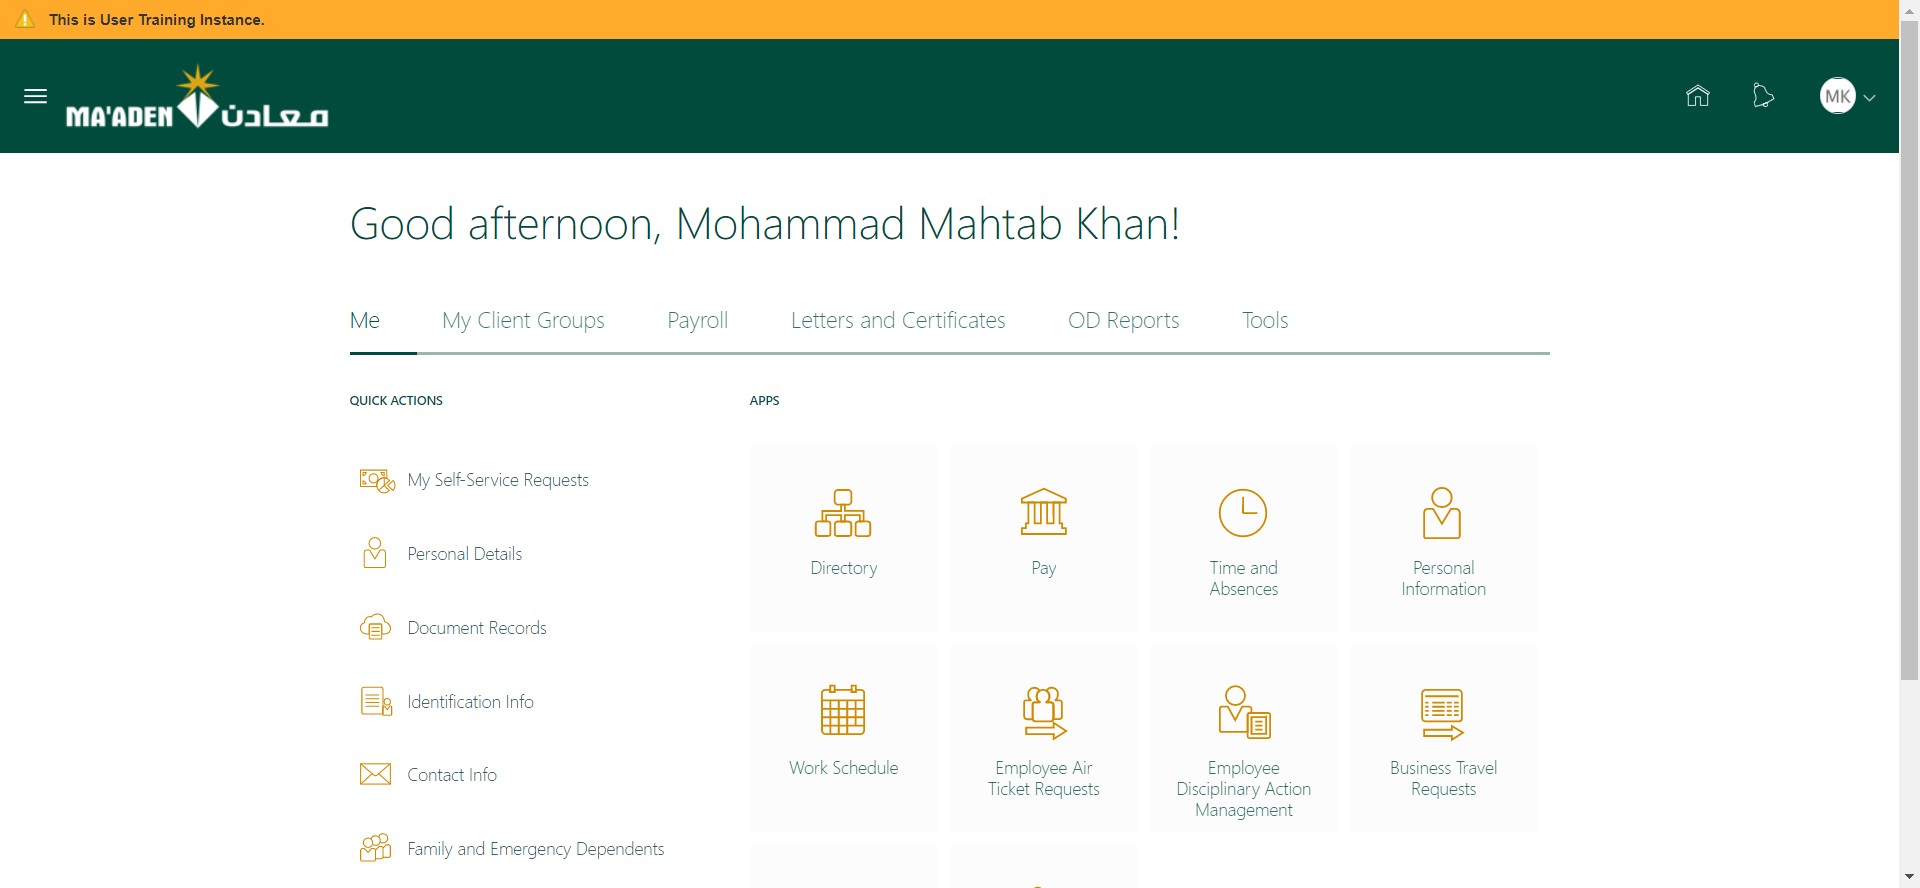 This is User Training Instance.
MA'ADEN معادن
MK
Good afternoon, Mohammad Mahtab Khan!
Me
My Client Groups
Payroll
Letters and Certificates
OD Reports
Tools
QUICK ACTIONS
My Self-Service Requests
Personal Details
Document Records
Identification Info
Contact Info
Family and Emergency Dependents
APPS
Directory
Pay
Time and
Absences
Personal
Information
Work Schedule
Employee Air
Ticket Requests
Employee
Disciplinary Action
Management
Business Travel
Requests